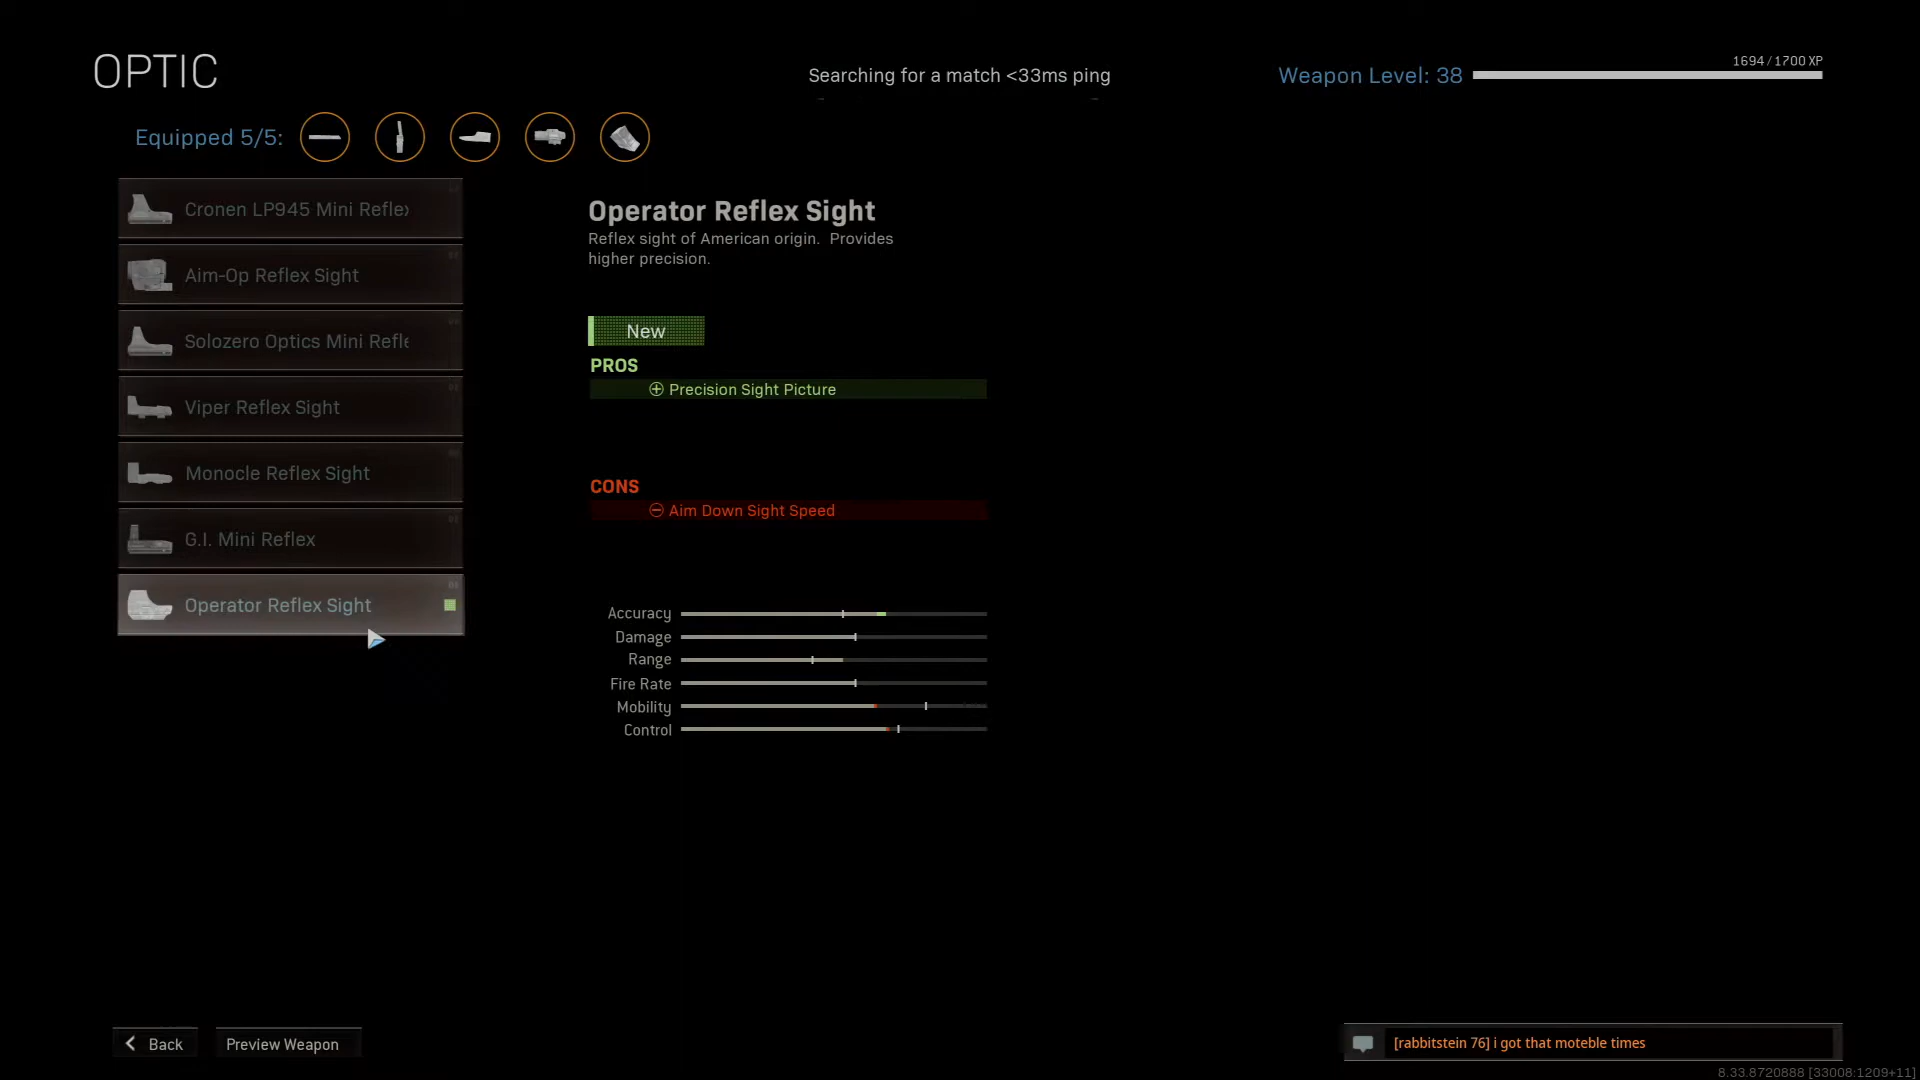 OPTIC
Searching for a match <33ms ping
Weapon Level: 38
1694 / 1700 XP
Equipped 5/5:
Cronen LP945 Mini Reflex
Aim-Op Reflex Sight
Solozero Optics Mini Refle
Viper Reflex Sight
Monocle Reflex Sight
G.I. Mini Reflex
Operator Reflex Sight
Operator Reflex Sight
Reflex sight of American origin. Provides
higher precision.
New
PROS
Precision Sight Picture
CONS
Aim Down Sight Speed
Accuracy
Damage
Range
Fire Rate
Mobility
Control
Back
Preview Weapon
[rabbitstein 76] i got that moteble times
8.33.8720888 [33008:1209+11]